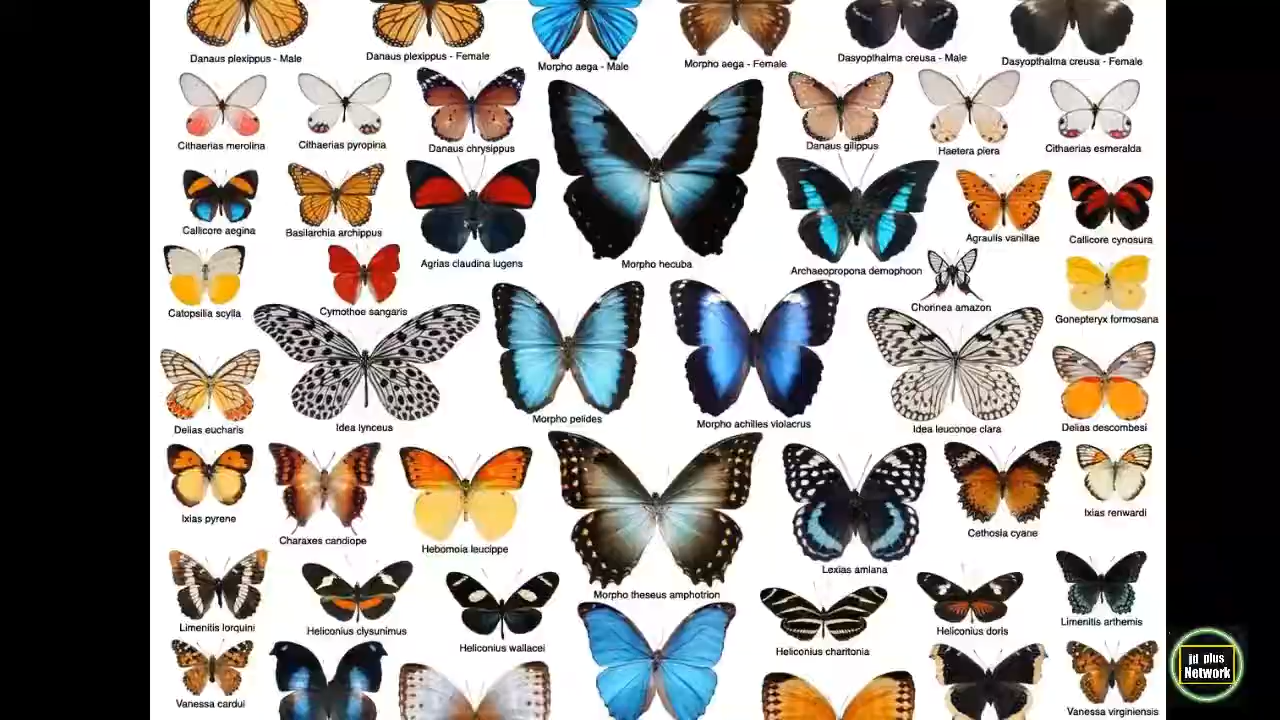 Danaus plexippus - Male
Danaus plexippus - Female
Morpho aega - Male
Morpho aega - Female
Dasyopthalma creusa - Male
Dasyopthalma creusa - Female
Cithaerias merolina
Cithaerias pyropina
Danaus chrysippus
Danaus gilippus
Haetera piera
Cithaerias esmeralda
Callicore aegina
Basilarchia archippus
Agrias claudina lugens
Morpho hecuba
Archaeopropona demophoon
Agraulis vanillae
Callicore cynosura
Catopsilia scylla
Cymothoe sangaris
Chorinea amazon
Gonepteryx formosana
Delias eucharis
Idea lynceus
Morpho pelides
Morpho achilles violacrus
Idea leuconoe clara
Delias descombesi
Ixias pyrene
Charaxes candiope
Hebomoia leucippe
Morpho theseus amphotrion
Lexias amlana
Cethosia cyane
Ixias renwardi
Limenitis lorquini
Heliconius clysunimus
Heliconius wallacei
Heliconius charitonia
Heliconius doris
Limenitis arthemis
Vanessa cardui
Vanessa virginiensis
jd plus
Network